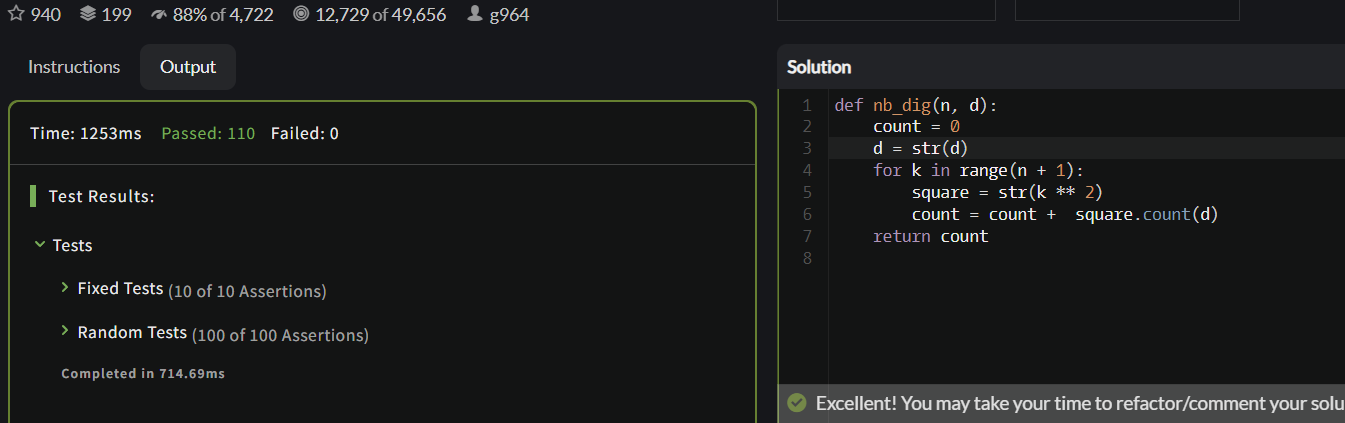 940 199 88% of 4,722 12,729 of 49,656 g964
Instructions Output
Time: 1253ms Passed: 110 Failed: 0
Test Results:
Tests
Fixed Tests (10 of 10 Assertions)
Random Tests (100 of 100 Assertions)
Completed in 714.69ms
Solution
1 def nb_dig(n, d):
2     count = 0
3     d = str(d)
4     for k in range(n + 1):
5         square = str(k ** 2)
6         count = count +  square.count(d)
7     return count
8
Excellent! You may take your time to refactor/comment your solu